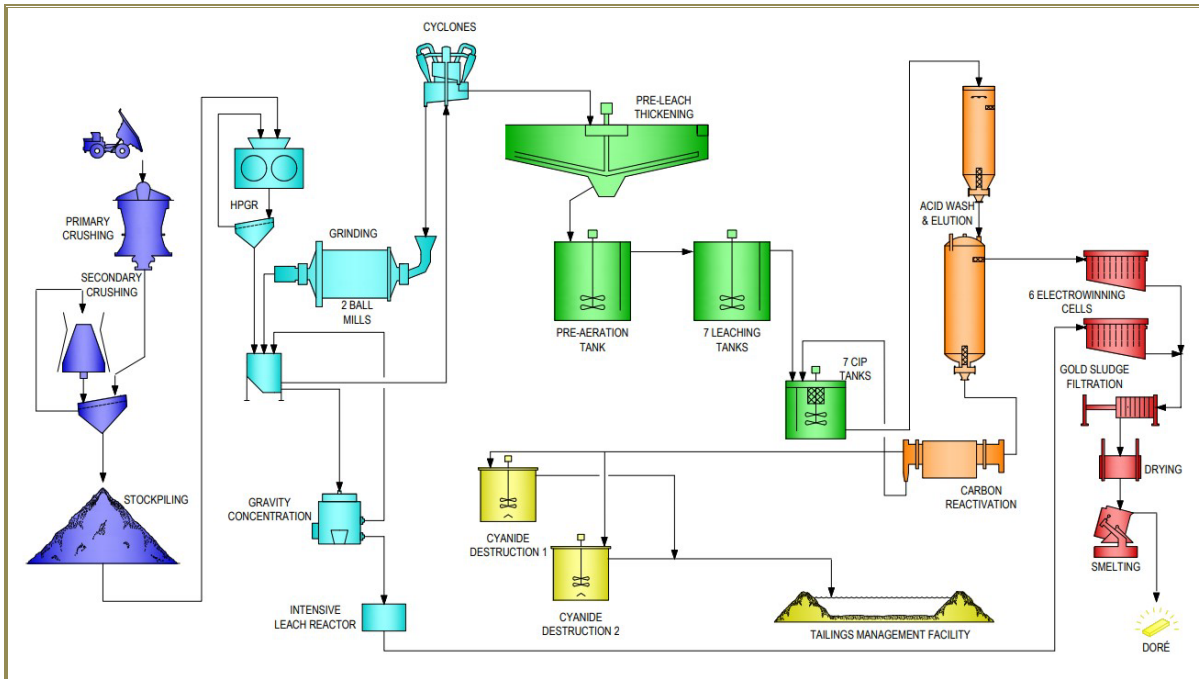 CYCLONES
PRE-LEACH
THICKENING
PRIMARY
CRUSHING
HPGR
ACID WASH
& ELUTION
GRINDING
SECONDARY
CRUSHING
2 BALL
MILLS
6 ELECTROWINNING
CELLS
PRE-AERATION
TANK
7 LEACHING
TANKS
7 CIP
TANKS
GOLD SLUDGE
FILTRATION
STOCKPILING
GRAVITY
CONCENTRATION
DRYING
CARBON
REACTIVATION
CYANIDE
DESTRUCTION 1
SMELTING
INTENSIVE
LEACH REACTOR
CYANIDE
DESTRUCTION 2
TAILINGS MANAGEMENT FACILITY
DORÉ